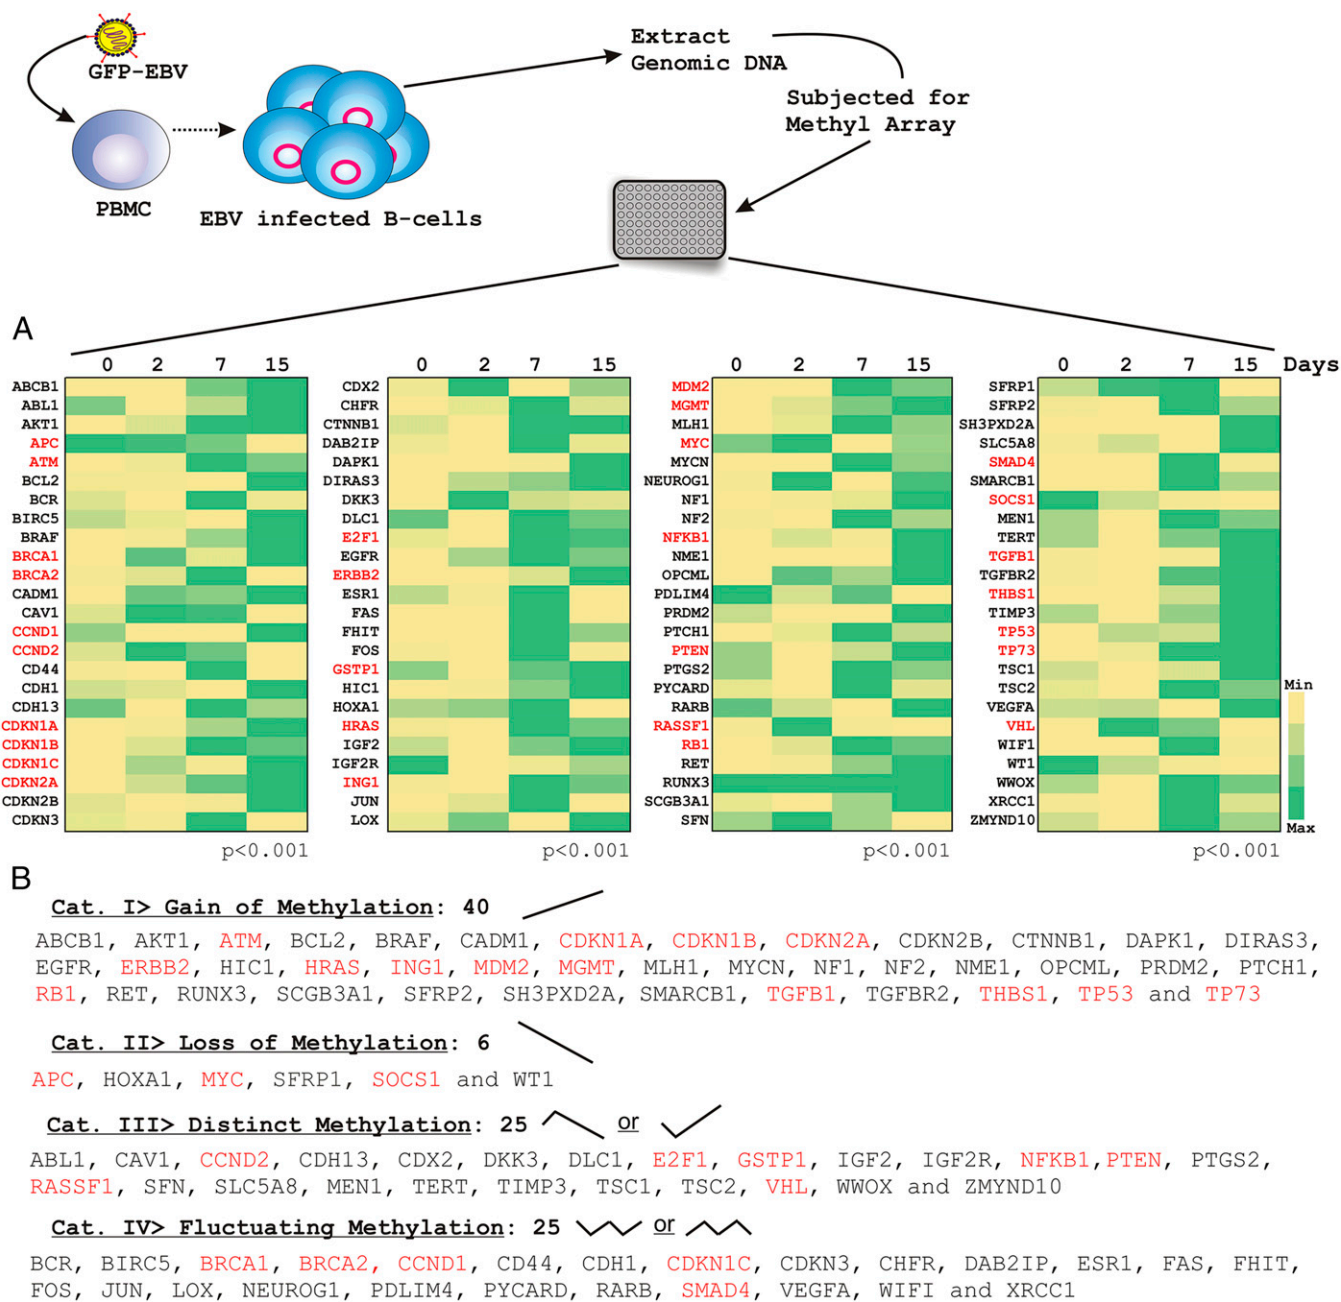 GFP-EBV
PBMC
EBV infected B-cells
Extract
Genomic DNA
Subjected for
Methyl Array
A
0 2 7 15
ABCB1
ABL1
AKT1
APC
ATM
BCL2
BCR
BIRC5
BRAF
BRCA1
BRCA2
CADM1
CAV1
CCND1
CCND2
CD44
CDH1
CDH13
CDKN1A
CDKN1B
CDKN1C
CDKN2A
CDKN2B
CDKN3
p<0.001
0 2 7 15
CDX2
CHFR
CTNNB1
DAB2IP
DAPK1
DIRAS3
DKK3
DLC1
E2F1
EGFR
ERBB2
ESR1
FAS
FHIT
FOS
GSTP1
HIC1
HOXA1
HRAS
IGF2
IGF2R
ING1
JUN
LOX
p<0.001
0 2 7 15
MDM2
MGMT
MLH1
MYC
MYCN
NEUROG1
NF1
NF2
NFKB1
NME1
OPCML
PDLIM4
PRDM2
PTCH1
PTEN
PTGS2
PYCARD
RARB
RASSF1
RB1
RET
RUNX3
SCGB3A1
SFN
p<0.001
0 2 7 15 Days
SFRP1
SFRP2
SH3PXD2A
SLC5A8
SMAD4
SMARCB1
SOCS1
MEN1
TERT
TGFB1
TGFBR2
THBS1
TIMP3
TP53
TP73
TSC1
TSC2
VEGFA
VHL
WIF1
WT1
WWOX
XRCC1
ZMYND10
p<0.001
Min
Max
B
Cat. I> Gain of Methylation: 40
ABCB1, AKT1, ATM, BCL2, BRAF, CADM1, CDKN1A, CDKN1B, CDKN2A, CDKN2B, CTNNB1, DAPK1, DIRAS3,
EGFR, ERBB2, HIC1, HRAS, ING1, MDM2, MGMT, MLH1, MYCN, NF1, NF2, NME1, OPCML, PRDM2, PTCH1,
RB1, RET, RUNX3, SCGB3A1, SFRP2, SH3PXD2A, SMARCB1, TGFB1, TGFBR2, THBS1, TP53 and TP73
Cat. II> Loss of Methylation: 6
APC, HOXA1, MYC, SFRP1, SOCS1 and WT1
Cat. III> Distinct Methylation: 25 or
ABL1, CAV1, CCND2, CDH13, CDX2, DKK3, DLC1, E2F1, GSTP1, IGF2, IGF2R, NFKB1,PTEN, PTGS2,
RASSF1, SFN, SLC5A8, MEN1, TERT, TIMP3, TSC1, TSC2, VHL, WWOX and ZMYND10
Cat. IV> Fluctuating Methylation: 25 or
BCR, BIRC5, BRCA1, BRCA2, CCND1, CD44, CDH1, CDKN1C, CDKN3, CHFR, DAB2IP, ESR1, FAS, FHIT,
FOS, JUN, LOX, NEUROG1, PDLIM4, PYCARD, RARB, SMAD4, VEGFA, WIFI and XRCC1